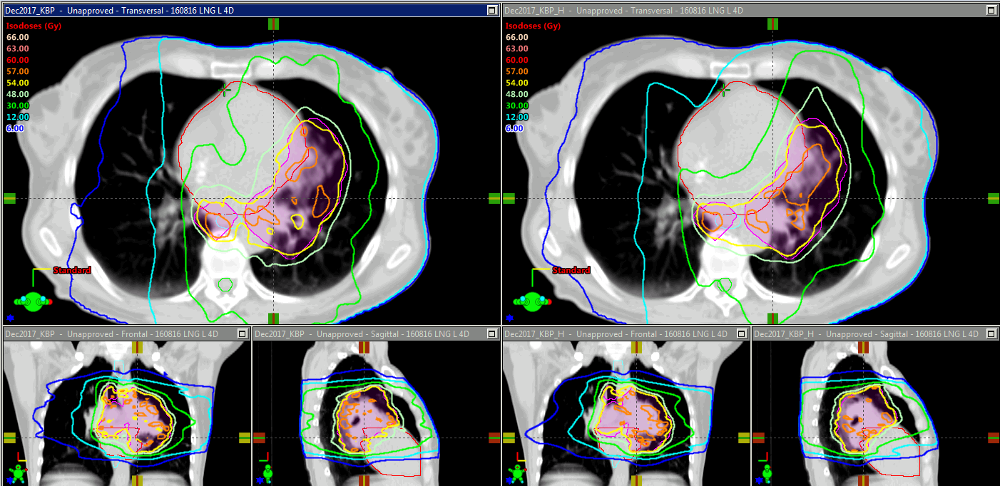 Dec2017_KBP - Unapproved - Transversal - 160816 LNG L 4D
Isodoses (Gy)
66.00
63.00
60.00
57.00
54.00
48.00
30.00
12.00
6.00
Standard
Dec2017_KBP_H - Unapproved - Transversal - 160816 LNG L 4D
Isodoses (Gy)
66.00
63.00
60.00
57.00
54.00
48.00
30.00
12.00
6.00
Standard
Dec2017_KBP - Unapproved - Frontal - 160816 LNG L 4D
Dec2017_KBP - Unapproved - Sagittal - 160816 LNG L 4D
Dec2017_KBP_H - Unapproved - Frontal - 160816 LNG L 4D
Dec2017_KBP_H - Unapproved - Sagittal - 160816 LNG L 4D